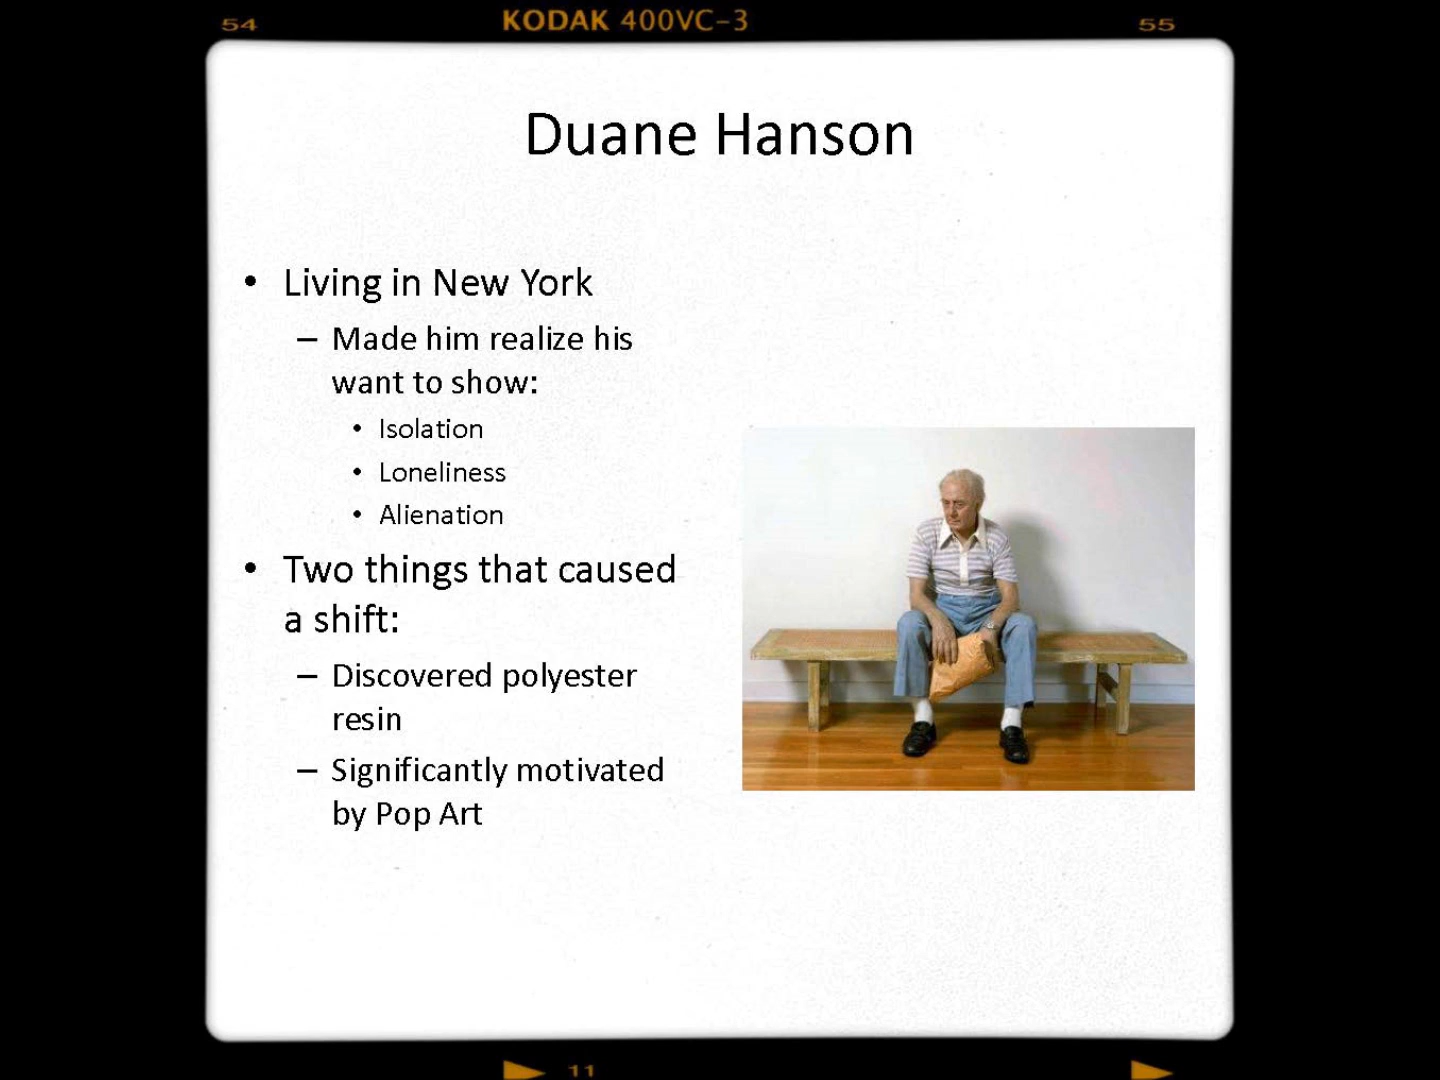 54 KODAK 400VC-3 55
Duane Hanson
• Living in New York
– Made him realize his
want to show:
• Isolation
• Loneliness
• Alienation
• Two things that caused
a shift:
– Discovered polyester
resin
– Significantly motivated
by Pop Art
11